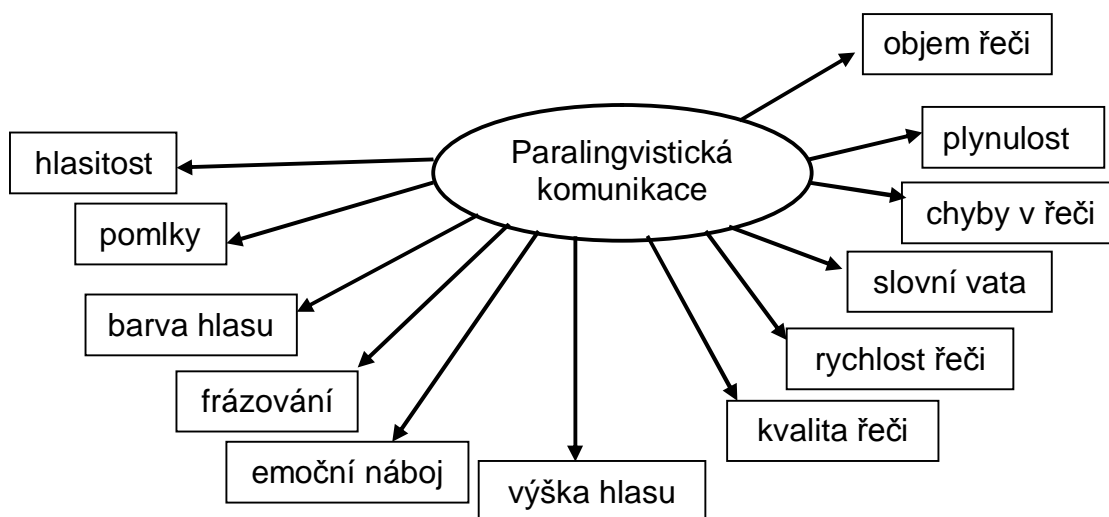 objem řeči
Paralingvistická
komunikace
plynulost
hlasitost
chyby v řeči
pomlky
slovní vata
barva hlasu
rychlost řeči
frázování
kvalita řeči
emoční náboj
výška hlasu